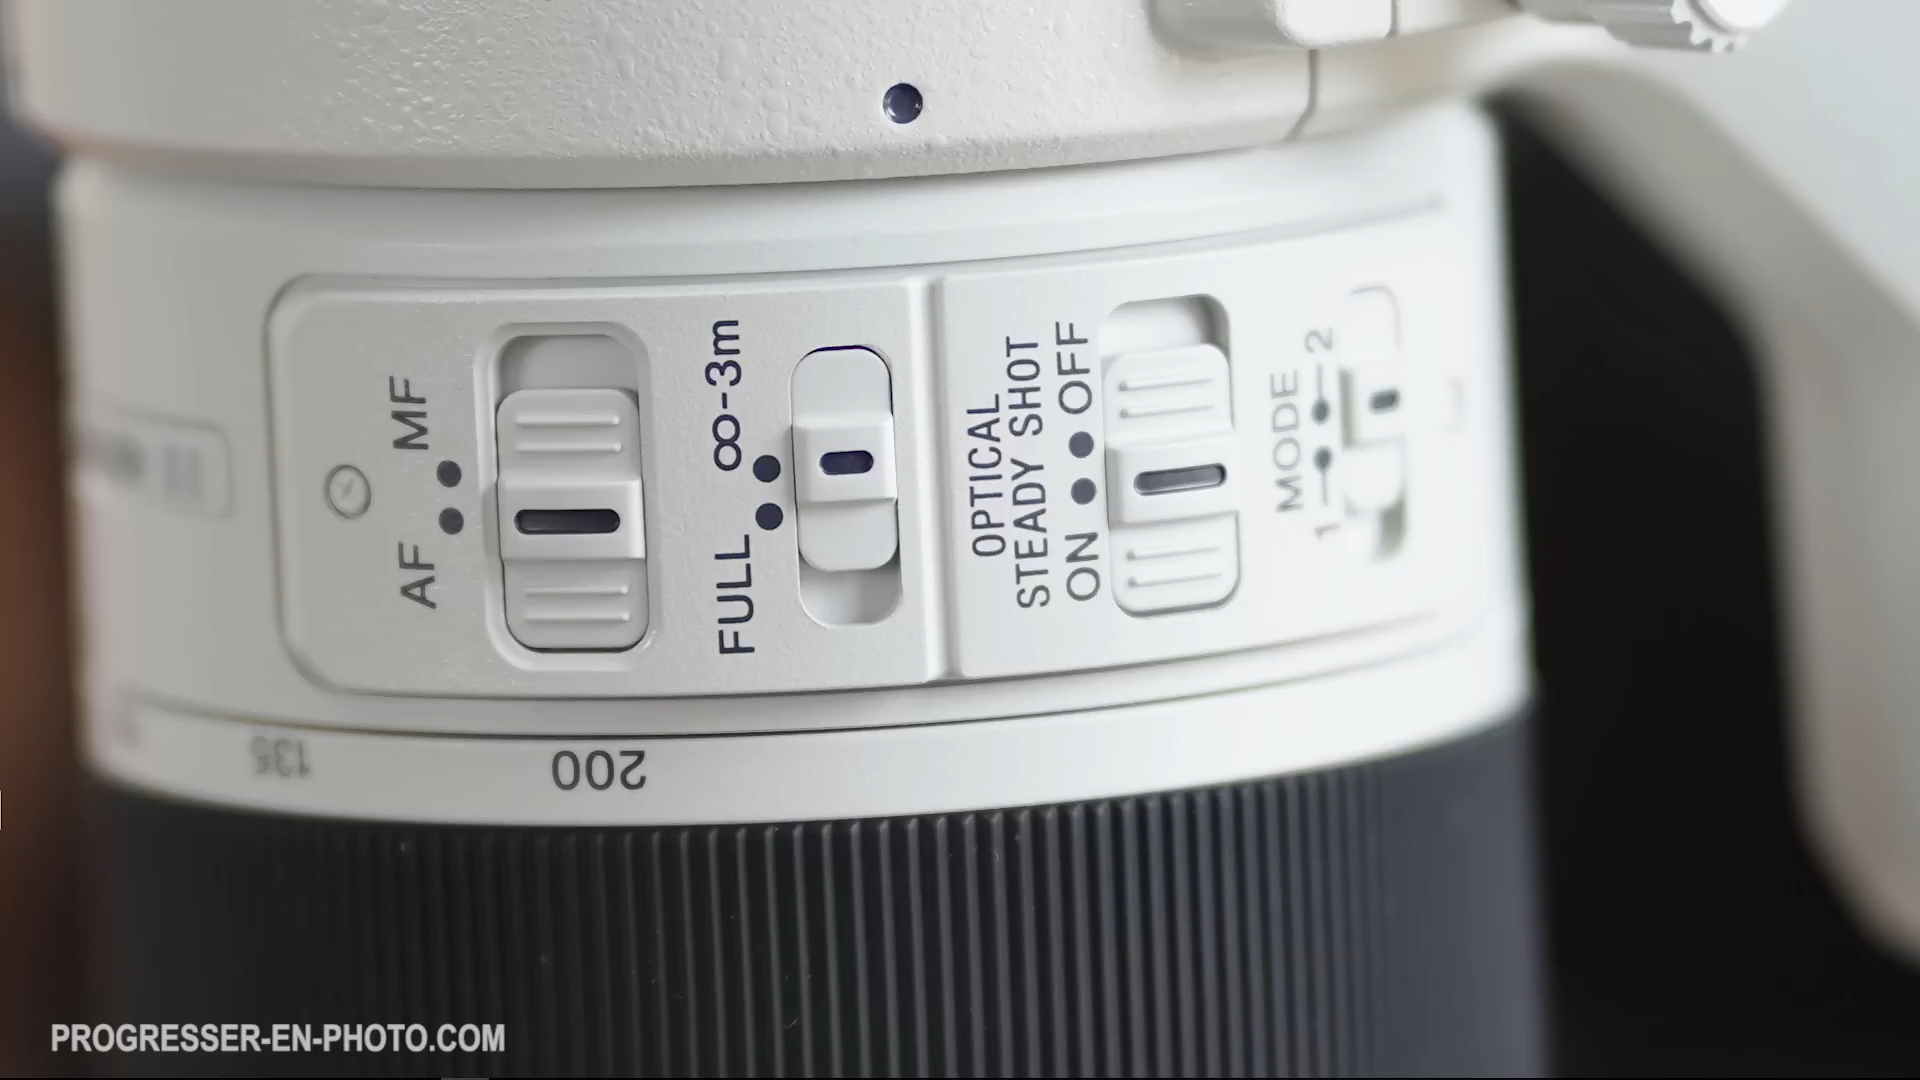 AF MF
FULL ∞-3m
OPTICAL
STEADY SHOT
ON OFF
MODE
1 2
135
200
PROGRESSER-EN-PHOTO.COM